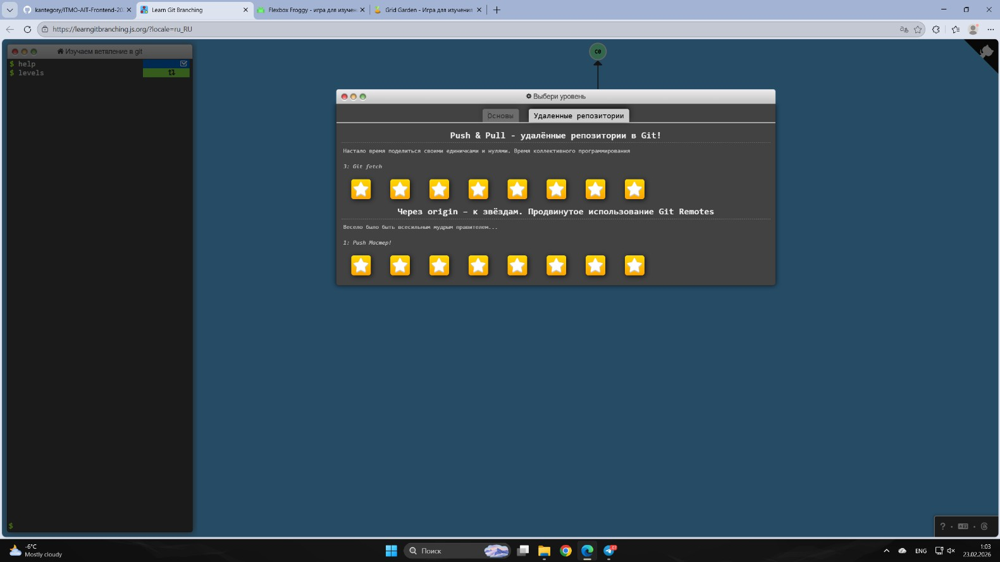 kantegory/ITMO-AIT-Frontend-20
Learn Git Branching
Flexbox Froggy - игра для изучен
Grid Garden - Игра для изучения
https://learngitbranching.js.org/?locale=ru_RU
Изучаем ветвление в git
$ help
$ levels
C0
Выбери уровень
Основы
Удаленные репозитории
Push & Pull - удалённые репозитории в Git!
Настало время поделиться своими единичками и нулями. Время коллективного программирования
3: Git fetch
Через origin – к звёздам. Продвинутое использование Git Remotes
Весело было быть всесильным мудрым правителем...
1: Push Мастер!
$
?
-6°C
Mostly cloudy
Поиск
ENG
1:03
23.02.2026